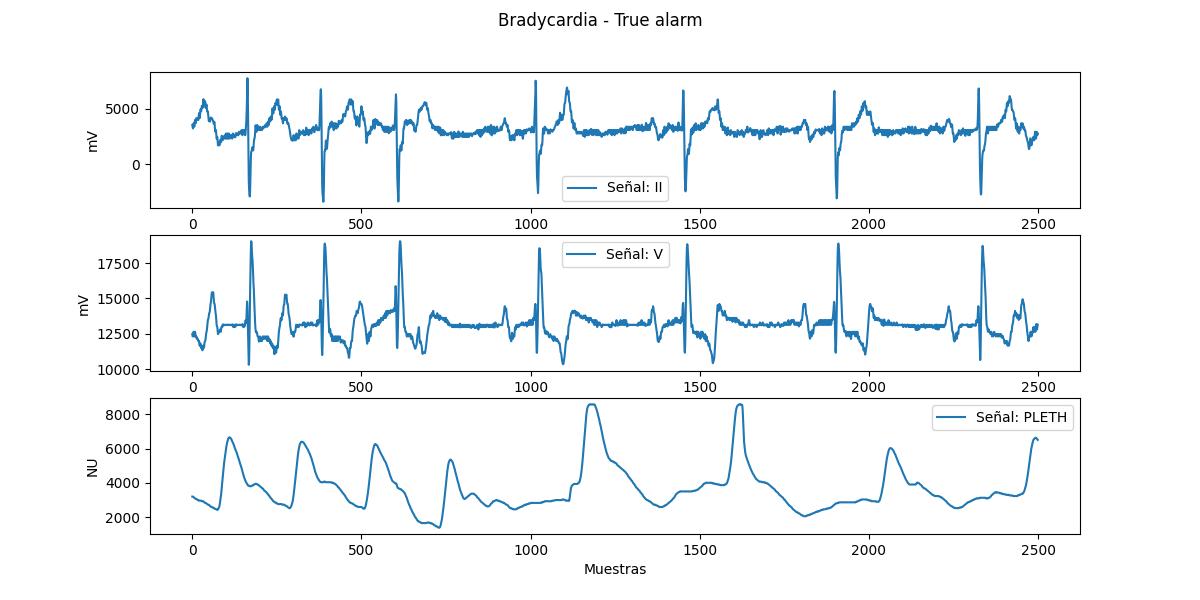 Bradycardia - True alarm
5000
0
mV
Señal: II
0 500 1000 1500 2000 2500
17500
15000
12500
10000
mV
Señal: V
0 500 1000 1500 2000 2500
8000
6000
4000
2000
NU
Señal: PLETH
0 500 1000 1500 2000 2500
Muestras